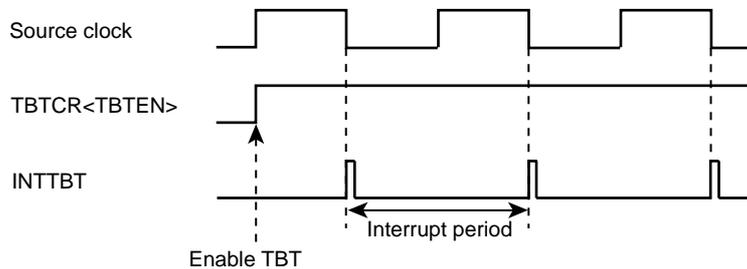 Source clock
TBTCR<TBTEN>
INTTBT
Interrupt period
Enable TBT